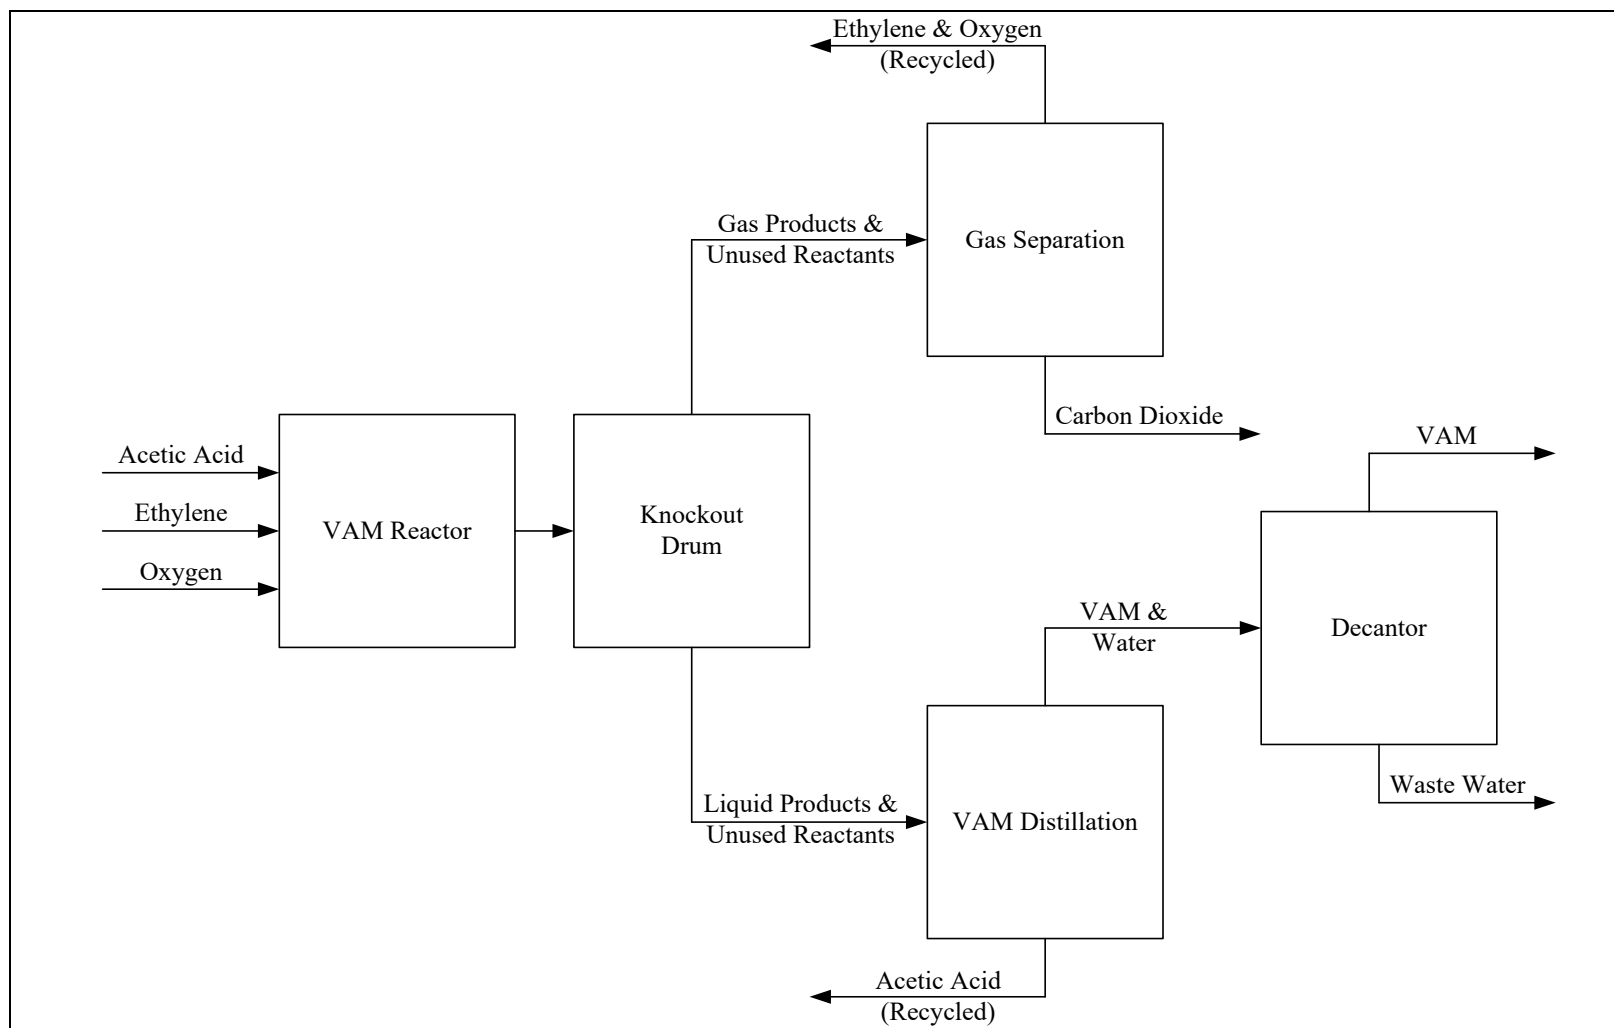 Ethylene & Oxygen
(Recycled)
Gas Products &
Unused Reactants
Gas Separation
Carbon Dioxide
Acetic Acid
Ethylene
Oxygen
VAM Reactor
Knockout
Drum
VAM
VAM &
Water
Decantor
Liquid Products &
Unused Reactants
VAM Distillation
Waste Water
Acetic Acid
(Recycled)